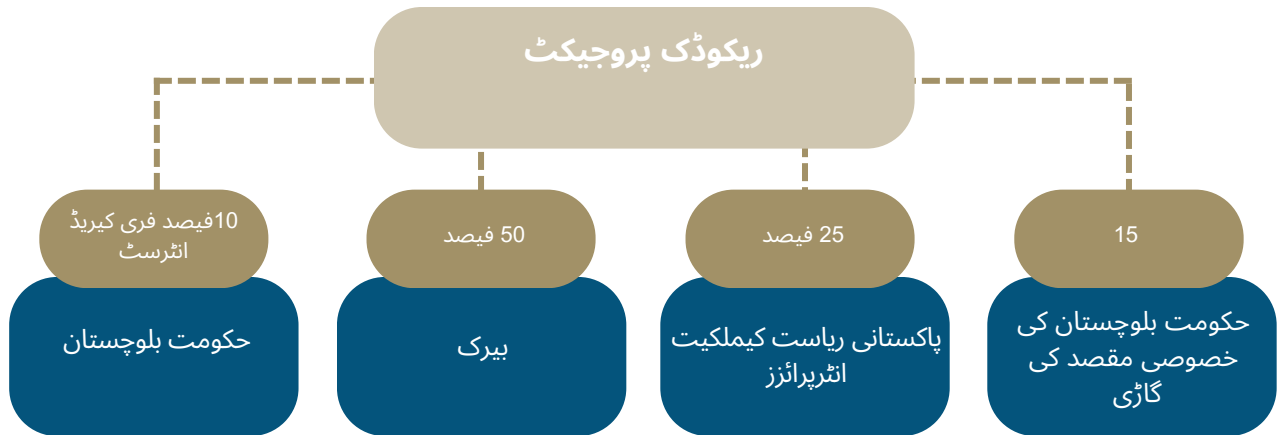 ریکوڈک پروجیکٹ
15
حکومت بلوچستان کی
خصوصی مقصد کی
گاڑی
25 فیصد
پاکستانی ریاست کیملکیت
انٹرپرائزز
50 فیصد
بیرک
10فیصد فری کیریڈ
انٹرسٹ
حکومت بلوچستان